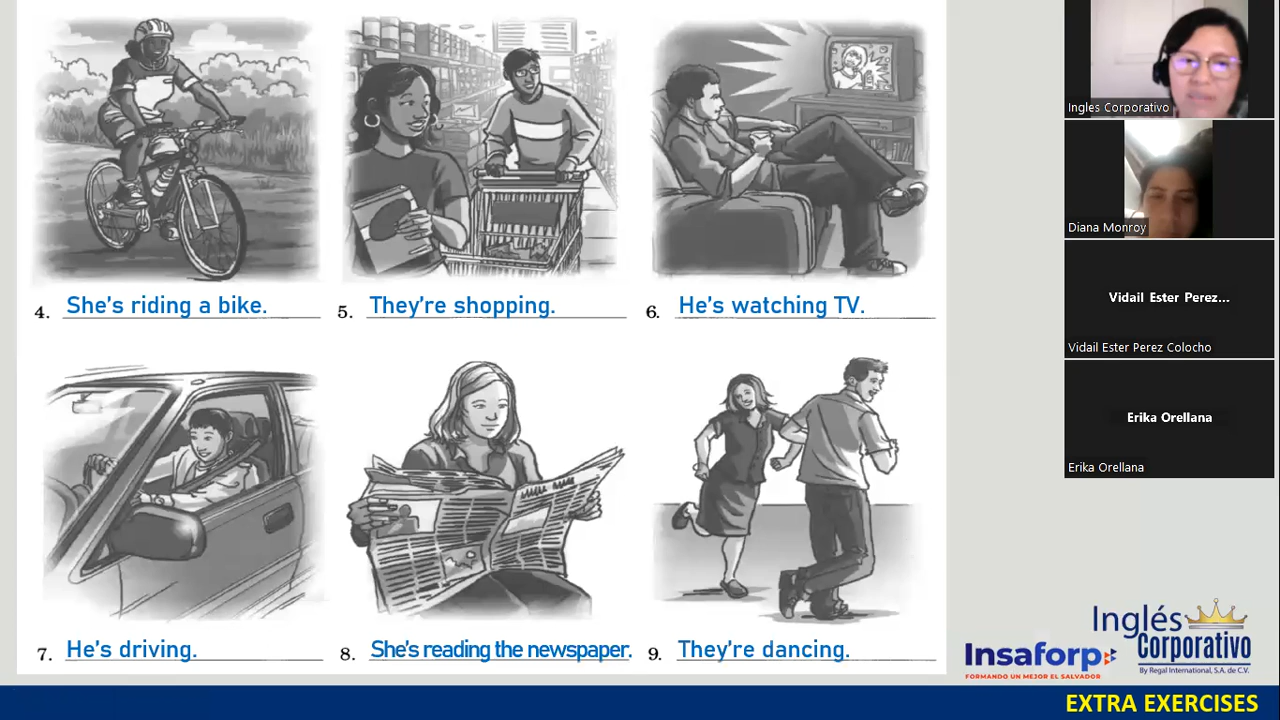 4. She's riding a bike.
5. They're shopping.
6. He's watching TV.
7. He's driving.
8. She's reading the newspaper.
9. They're dancing.
Ingles Corporativo
Diana Monroy
Vidail Ester Perez...
Vidail Ester Perez Colocho
Erika Orellana
Erika Orellana
Insaforp
FORMANDO UN MEJOR EL SALVADOR
Inglés
Corporativo
By Regal International, S.A. de C.V.
EXTRA EXERCISES